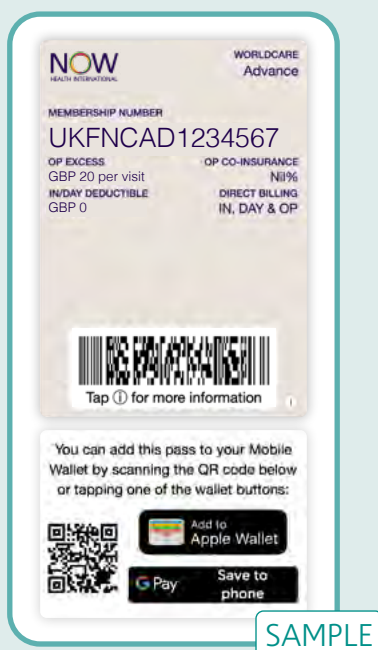 NOW
HEALTH INTERNATIONAL
WORLDCARE
Advance
MEMBERSHIP NUMBER
UKFNCAD1234567
OP EXCESS
GBP 20 per visit
OP CO-INSURANCE
Nil%
IN/DAY DEDUCTIBLE
GBP 0
DIRECT BILLING
IN, DAY & OP
Tap ⓘ for more information
You can add this pass to your Mobile
Wallet by scanning the QR code below
or tapping one of the wallet buttons:
Add to
Apple Wallet
G Pay
Save to
phone
SAMPLE